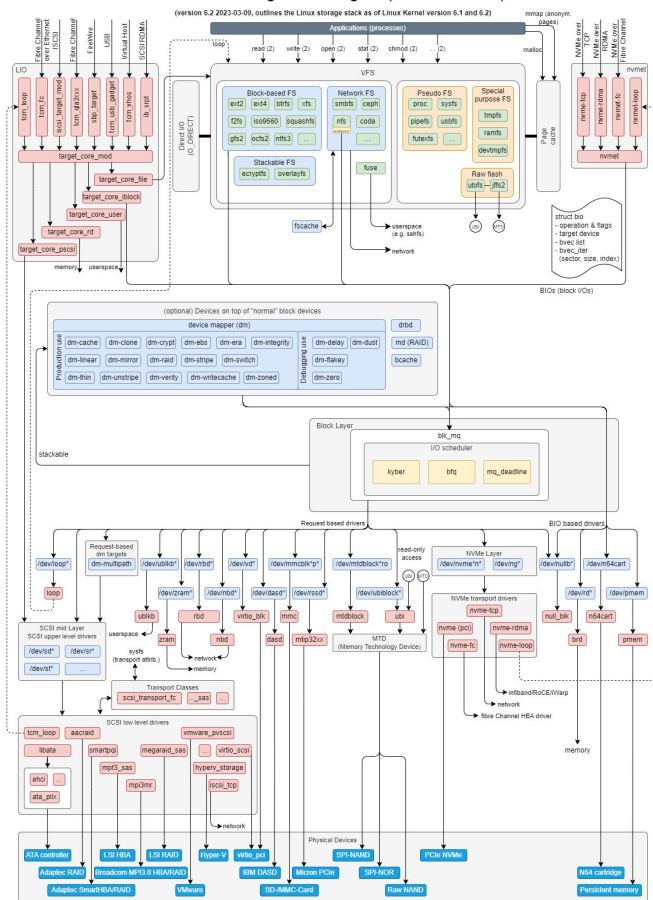 (version 6.2 2023-03-09, outlines the Linux storage stack as of Linux Kernel version 6.1 and 6.2)
mmap (anonym. pages)
Applications (processes)
malloc
loop
read (2)
write (2)
open (2)
stat (2)
chmod (2)
... (2)
Fibre Channel over Ethernet
ISCSI
Fibre Channel
FireWire
USB
Virtual Host
SCSI RDMA
LIO
tcm_loop
tcm_fc
iscsi_target_mod
tcm_qla2xxx
sbp_target
tcm_usb_gadget
tcm_vhos
ib_srpt
target_core_mod
target_core_file
target_core_iblock
target_core_user
target_core_rd
target_core_pscsi
memory
userspace
Direct I/O (O_DIRECT)
VFS
Block-based FS
ext2
ext4
btrfs
xfs
f2fs
iso9660
squashfs
gfs2
ocfs2
ntfs3
...
Stackable FS
ecryptfs
overlayfs
Network FS
smbfs
ceph
nfs
coda
...
fuse
Pseudo FS
proc
sysfs
pipefs
usbfs
futexfs
...
Special purpose FS
tmpfs
ramfs
devtmpfs
Raw flash
ubifs
jffs2
UBI
MTD
Page cache
fscache
userspace (e.g. sshfs)
network
NVMe over TCP
NVMe over RDMA
NVMe over Fibre Channel
nvmet
nvmet-tcp
nvmet-rdma
nvmet-fc
nvmet-loop
nvmet
struct bio
- operation & flags
- target device
- bvec list
- bvec_iter
(sector, size, index)
BIOs (block I/Os)
(optional) Devices on top of "normal" block devices
device mapper (dm)
Production use
dm-cache
dm-clone
dm-crypt
dm-ebs
dm-era
dm-integrity
dm-linear
dm-mirror
dm-raid
dm-stripe
dm-switch
dm-thin
dm-unstripe
dm-verity
dm-writecache
dm-zoned
Debugging use
dm-delay
dm-dust
dm-flakey
dm-zero
drbd
md (RAID)
bcache
stackable
Block Layer
blk_mq
I/O scheduler
kyber
bfq
mq_deadline
Request based drivers
BIO based drivers
/dev/loop*
Request-based dm targets
dm-multipath
/dev/ublkb*
/dev/rbd*
/dev/vd*
/dev/mmcblk*p*
/dev/mtdblock*ro
read-only access
UBI
MTD
NVMe Layer
/dev/nvme*n*
/dev/ng*
/dev/nullb*
/dev/n64cart
loop
/dev/zram*
/dev/nbd*
/dev/dasd*
/dev/rssd*
/dev/ubiblock*
/dev/rd*
/dev/pmem
ublkb
rbd
virtio_blk
mmc
mtdblock
ubi
zram
nbd
dasd
mtip32xx
MTD (Memory Technology Device)
NVMe transport drivers
nvme-tcp
nvme (pci)
nvme-rdma
nvme-fc
nvme-loop
null_blk
n64cart
brd
pmem
userspace
network
memory
SCSI mid Layer
SCSI upper level drivers
/dev/sd*
/dev/sr*
/dev/st*
...
sysfs (transport attrib.)
Transport Classes
scsi_transport_fc
..._sas
...
infiband/RoCE/iWarp
network
fibre Channel HBA driver
memory
SCSI low level drivers
tcm_loop
aacraid
vmware_pvscsi
libata
smartpqi
megaraid_sas
...
virtio_scsi
ahci
...
mpt3_sas
hyperv_storage
ata_piix
mpi3mr
iscsi_tcp
network
Physical Devices
ATA controller
LSI HBA
LSI RAID
Hyper-V
virtio_pci
SPI-NAND
PCIe NVMe
Adaptec RAID
Broadcom MPI3.0 HBA/RAID
IBM DASD
Micron PCIe
SPI-NOR
N64 cartridge
Adaptec SmartHBA/RAID
VMware
SD-/MMC-Card
Raw NAND
Persistent memory